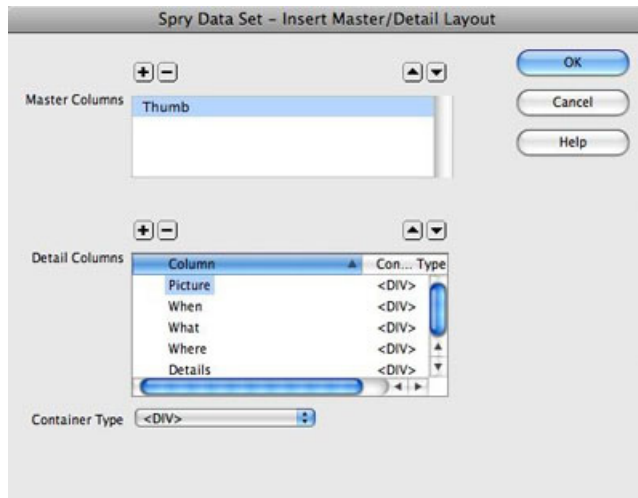 Spry Data Set – Insert Master/Detail Layout
OK
Master Columns
Thumb
Cancel
Help
Detail Columns
Column Con... Type
Picture <DIV>
When <DIV>
What <DIV>
Where <DIV>
Details <DIV>
Container Type <DIV>